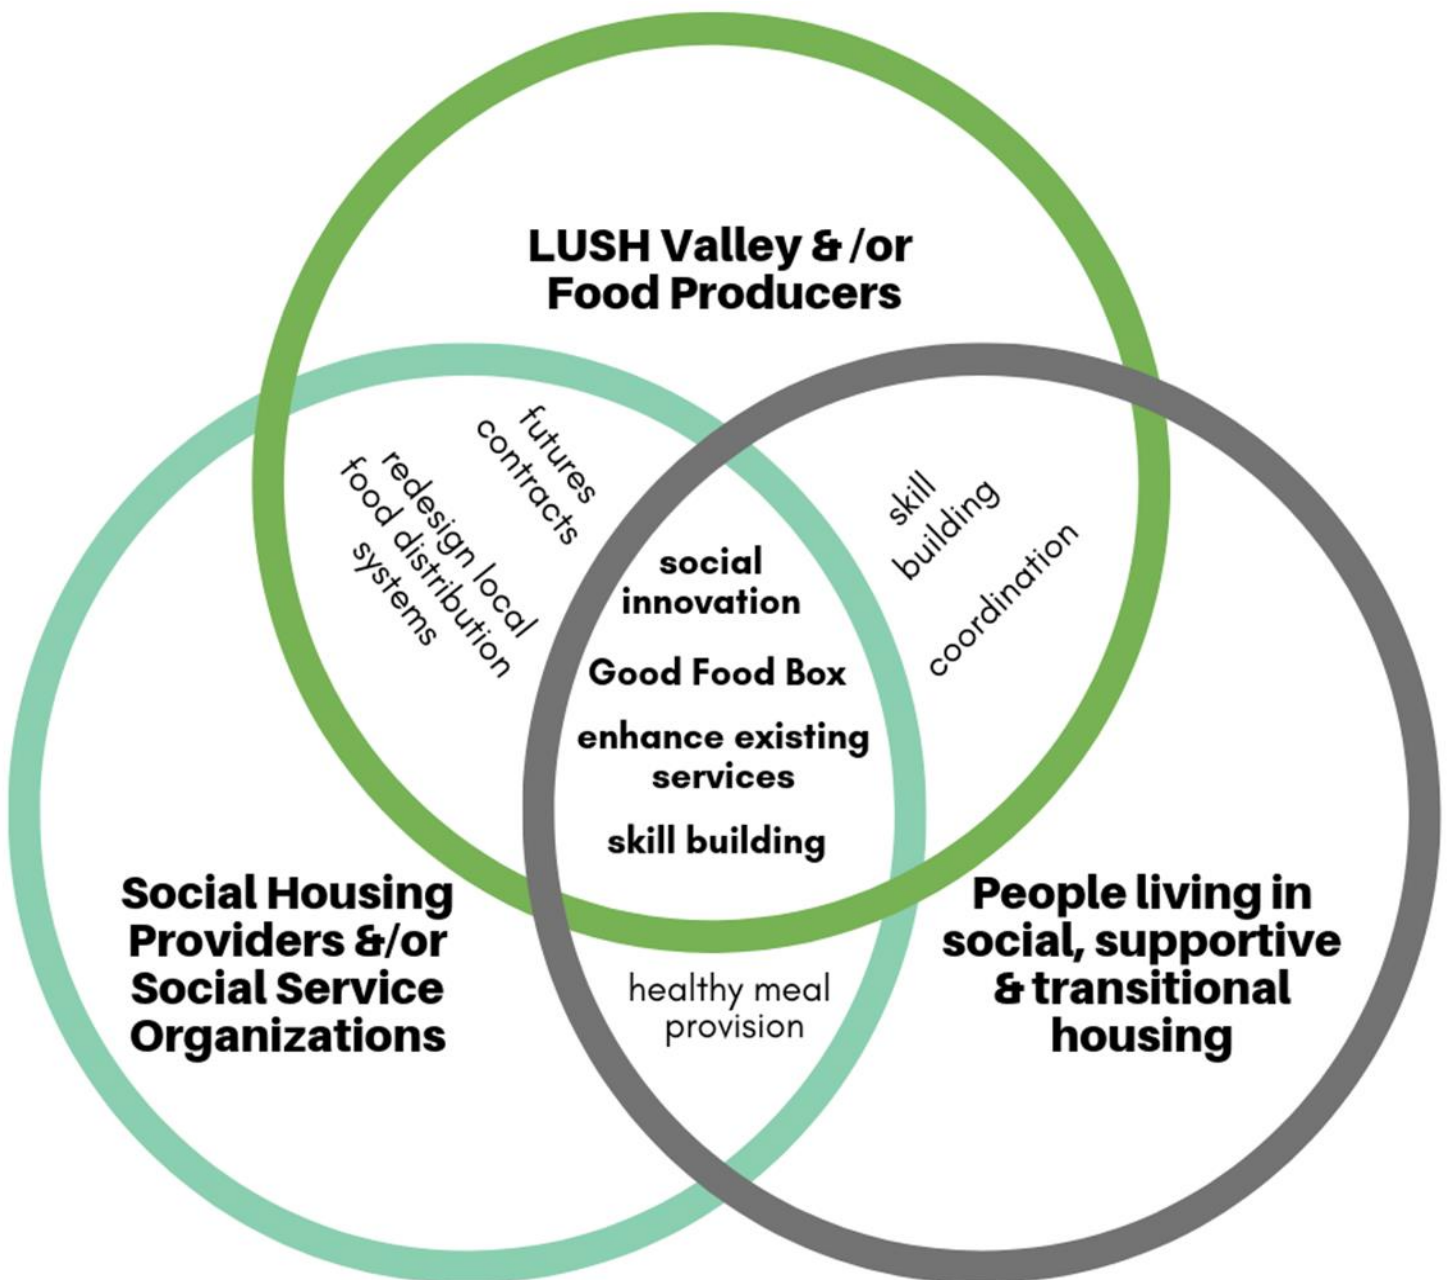 LUSH Valley & /or
Food Producers
futures
contracts
redesign local
food distribution
systems
skill
building
coordination
social
innovation
Good Food Box
enhance existing
services
skill building
Social Housing
Providers &/or
Social Service
Organizations
People living in
social, supportive
& transitional
housing
healthy meal
provision